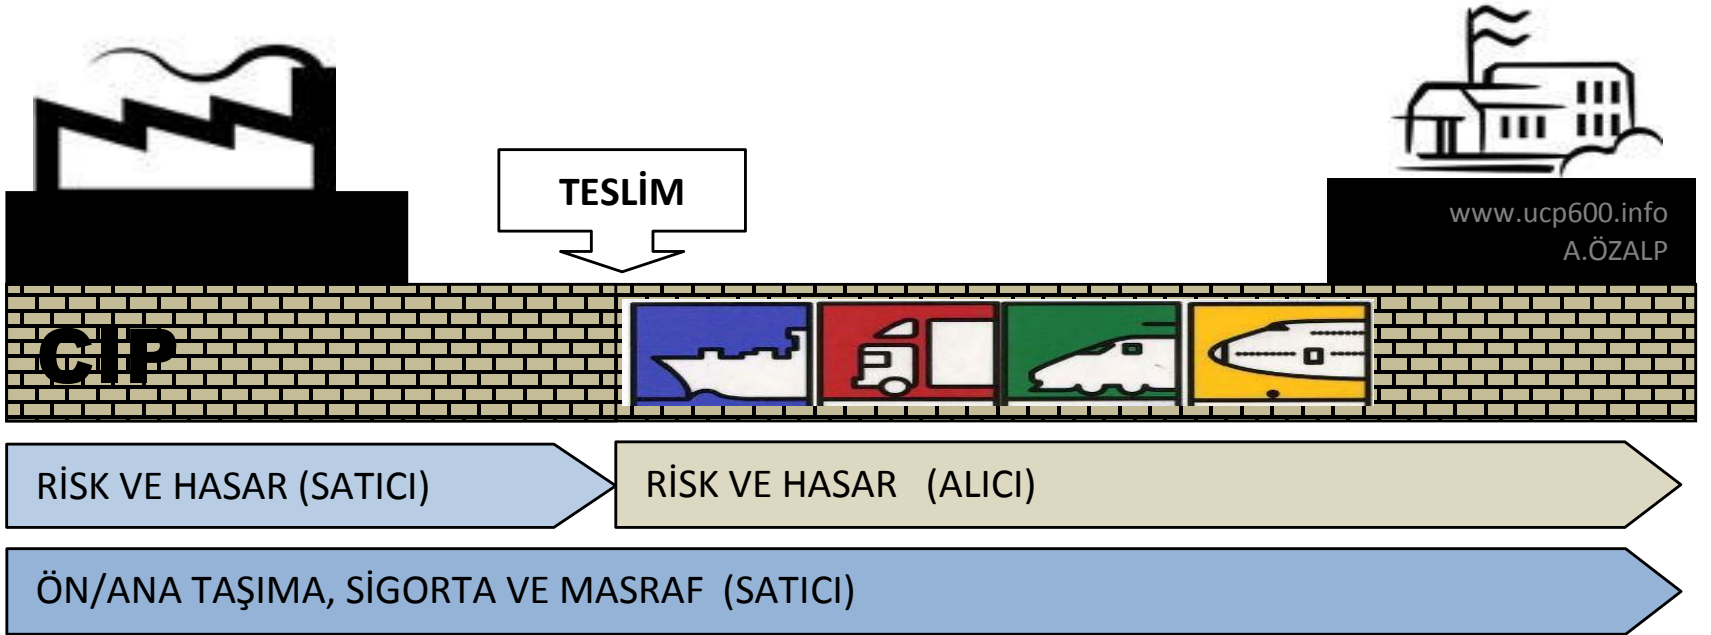 TESLİM
www.ucp600.info
A.ÖZALP
CİP
RİSK VE HASAR (SATICI)
RİSK VE HASAR (ALICI)
ÖN/ANA TAŞIMA, SİGORTA VE MASRAF (SATICI)